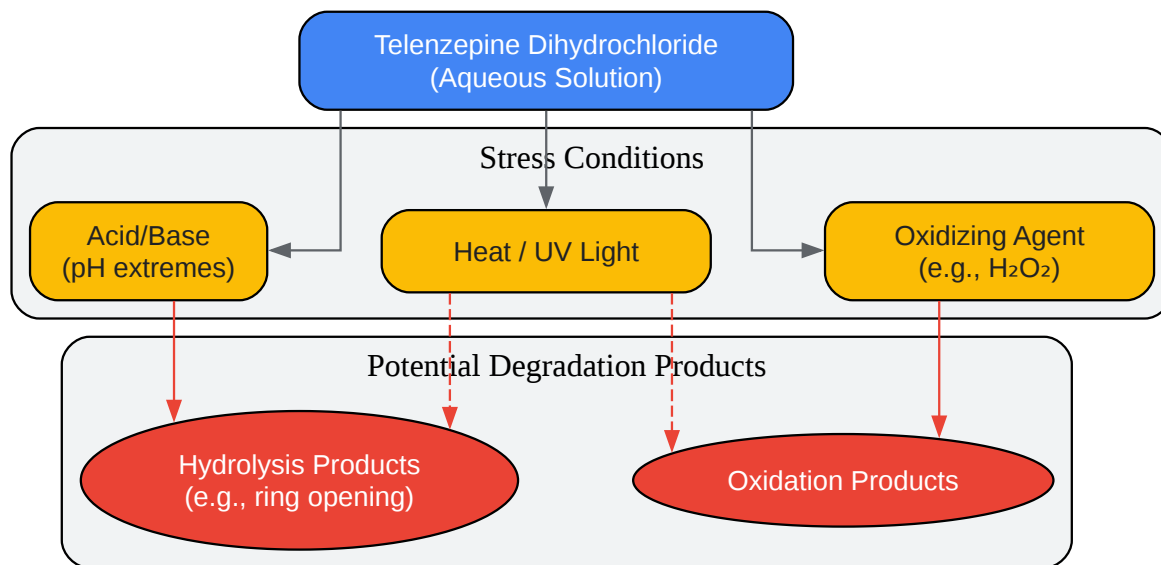 Telenzepine Dihydrochloride
(Aqueous Solution)
Stress Conditions
Acid/Base
(pH extremes)
Heat / UV Light
Oxidizing Agent
(e.g., H₂O₂)
Potential Degradation Products
Hydrolysis Products
(e.g., ring opening)
Oxidation Products